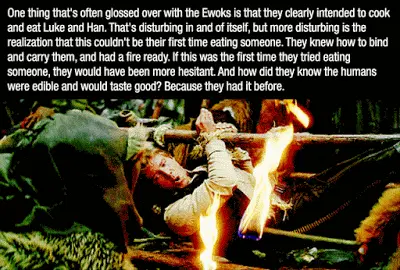 One thing that's often glossed over with the Ewoks is that they clearly intended to cook
and eat Luke and Han. That's disturbing in and of itself, but more disturbing is the
realization that this couldn't be their first time eating someone. They knew how to bind
and carry them, and had a fire ready. If this was the first time they tried eating
someone, they would have been more hesitant. And how did they know the humans
were edible and would taste good? Because they had it before.